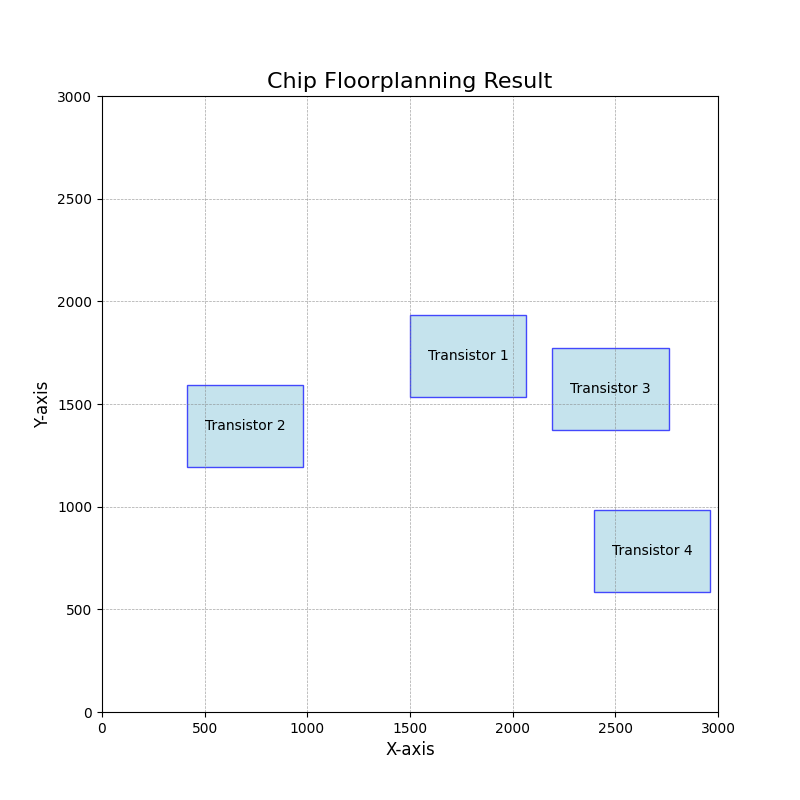 Chip Floorplanning Result
3000
2500
2000
1500
1000
500
0
Y-axis
Transistor 1
Transistor 3
Transistor 2
Transistor 4
0 500 1000 1500 2000 2500 3000
X-axis